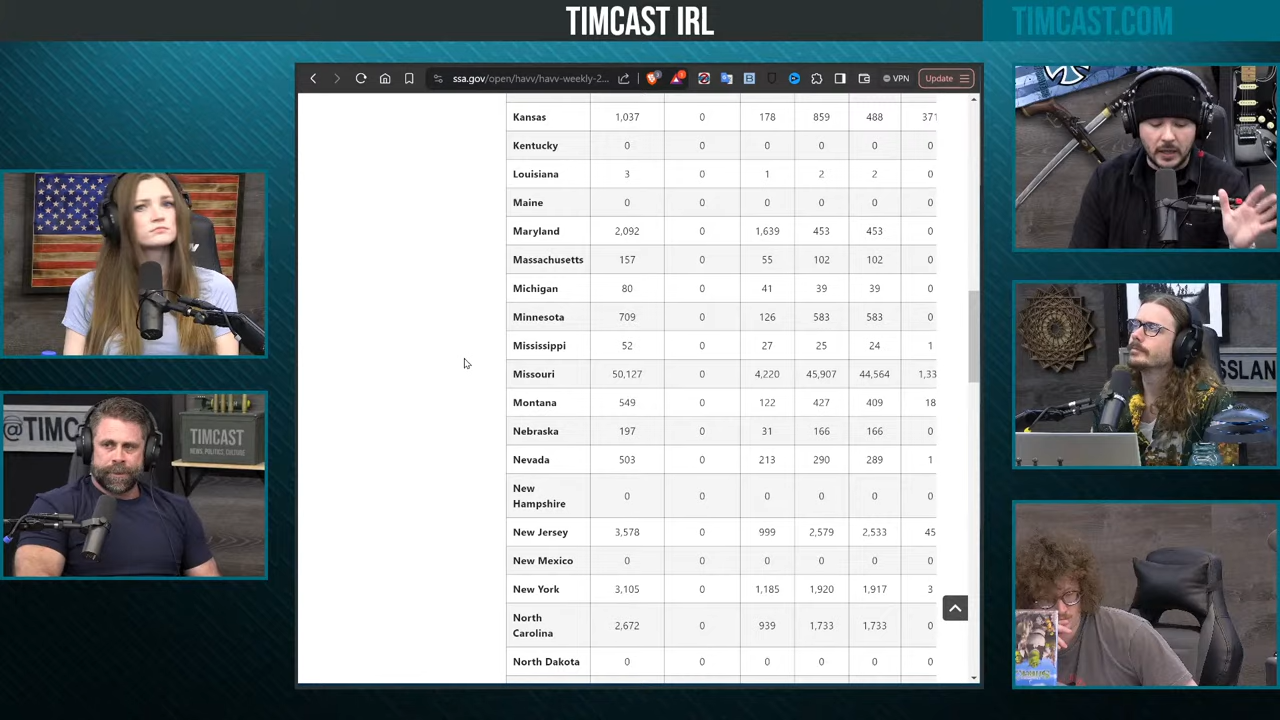 TIMCAST IRL
TIMCAST.COM
ssa.gov/open/havv/havv-weekly-2...
VPN
Update
Kansas 1,037 0 178 859 488 371
Kentucky 0 0 0 0 0 0
Louisiana 3 0 1 2 2 0
Maine 0 0 0 0 0 0
Maryland 2,092 0 1,639 453 453 0
Massachusetts 157 0 55 102 102 0
Michigan 80 0 41 39 39 0
Minnesota 709 0 126 583 583 0
Mississippi 52 0 27 25 24 1
Missouri 50,127 0 4,220 45,907 44,564 1,33
Montana 549 0 122 427 409 18
Nebraska 197 0 31 166 166 0
Nevada 503 0 213 290 289 1
New
Hampshire 0 0 0 0 0 0
New Jersey 3,578 0 999 2,579 2,533 45
New Mexico 0 0 0 0 0 0
New York 3,105 0 1,185 1,920 1,917 3
North
Carolina 2,672 0 939 1,733 1,733 0
North Dakota 0 0 0 0 0 0
@TIMC
TIMCAST
NEWS. POLITICS. CULTURE.